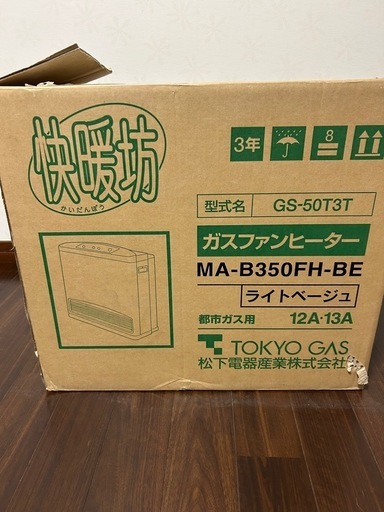 快暖坊
かいだんぼう
3年
8
型式名 GS-50T3T
ガスファンヒーター
MA-B350FH-BE
ライトベージュ
都市ガス用 12A・13A
TOKYO GAS
松下電器産業株式会社